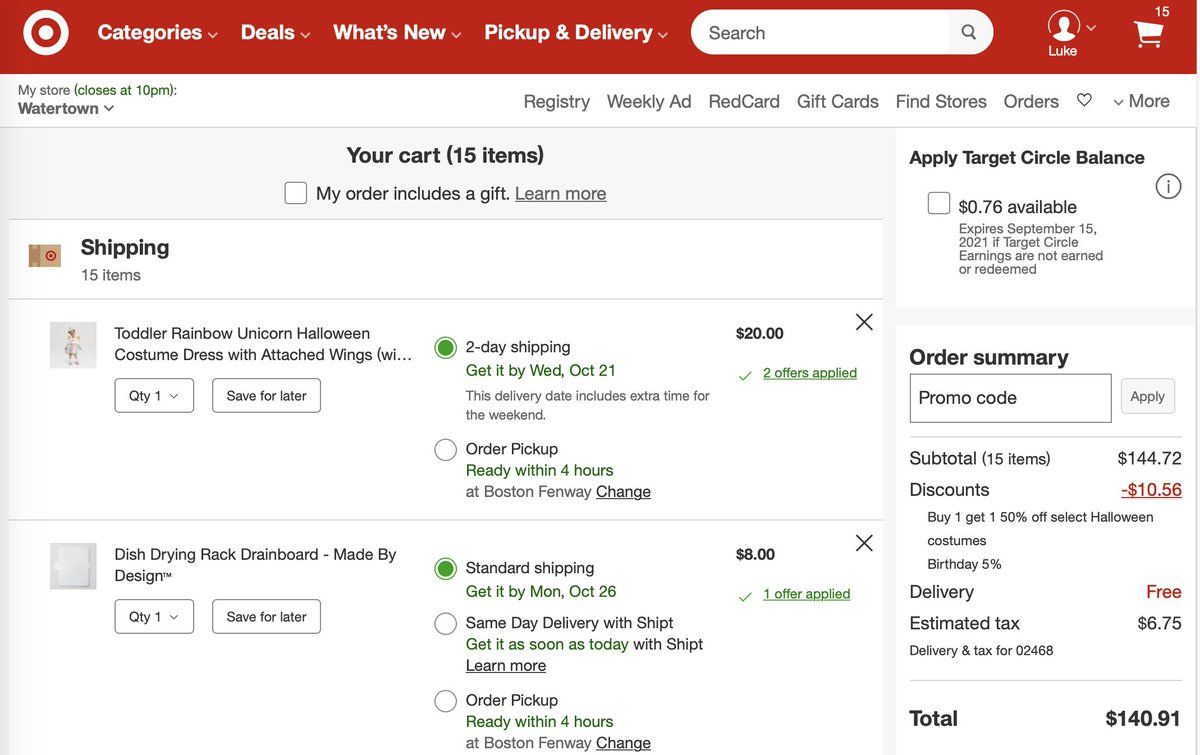 15
Categories
Deals
What's New
Pickup & Delivery
Search
Luke
My store (closes at 10pm):
Watertown
Registry
Weekly Ad
RedCard
Gift Cards
Find Stores
Orders
More
Your cart (15 items)
My order includes a gift. Learn more
Shipping
15 items
Toddler Rainbow Unicorn Halloween
Costume Dress with Attached Wings (wi...
Qty 1
Save for later
2-day shipping
Get it by Wed, Oct 21
This delivery date includes extra time for
the weekend.
Order Pickup
Ready within 4 hours
at Boston Fenway Change
$20.00
2 offers applied
Dish Drying Rack Drainboard - Made By
Design™
Qty 1
Save for later
Standard shipping
Get it by Mon, Oct 26
Same Day Delivery with Shipt
Get it as soon as today with Shipt
Learn more
Order Pickup
Ready within 4 hours
at Boston Fenway Change
$8.00
1 offer applied
Apply Target Circle Balance
$0.76 available
Expires September 15,
2021 if Target Circle
Earnings are not earned
or redeemed
Order summary
Promo code
Apply
Subtotal (15 items) $144.72
Discounts -$10.56
Buy 1 get 1 50% off select Halloween
costumes
Birthday 5%
Delivery Free
Estimated tax $6.75
Delivery & tax for 02468
Total $140.91